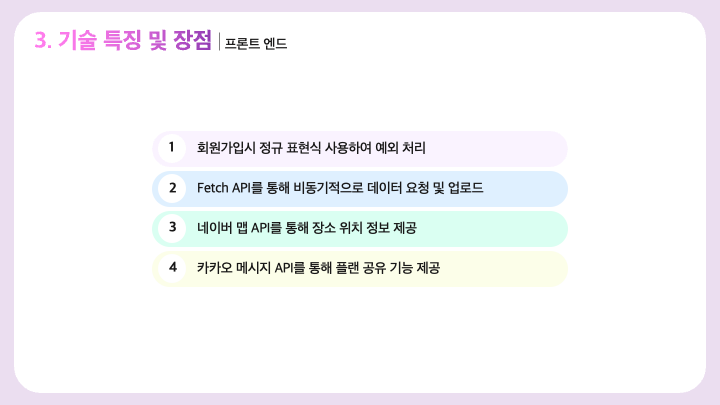 3. 기술 특징 및 장점 | 프론트 엔드
1 회원가입시 정규 표현식 사용하여 예외 처리
2 Fetch API를 통해 비동기적으로 데이터 요청 및 업로드
3 네이버 맵 API를 통해 장소 위치 정보 제공
4 카카오 메시지 API를 통해 플랜 공유 기능 제공